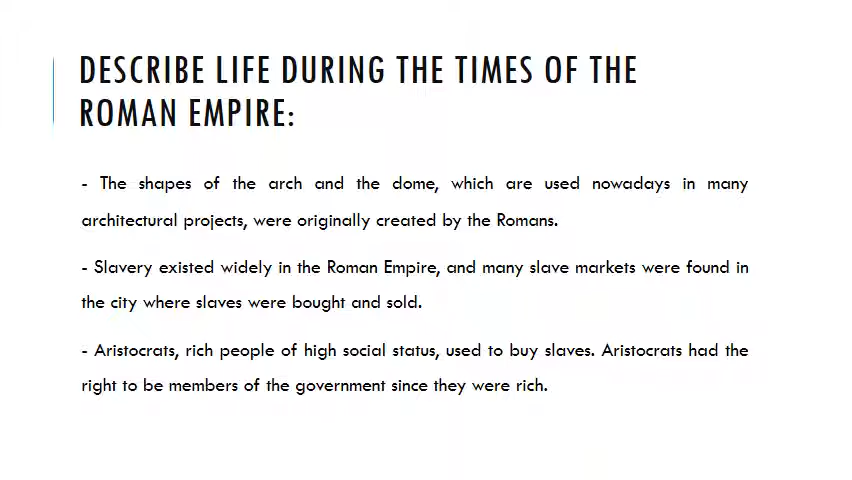 DESCRIBE LIFE DURING THE TIMES OF THE
ROMAN EMPIRE:
- The shapes of the arch and the dome, which are used nowadays in many
architectural projects, were originally created by the Romans.
- Slavery existed widely in the Roman Empire, and many slave markets were found in
the city where slaves were bought and sold.
- Aristocrats, rich people of high social status, used to buy slaves. Aristocrats had the
right to be members of the government since they were rich.